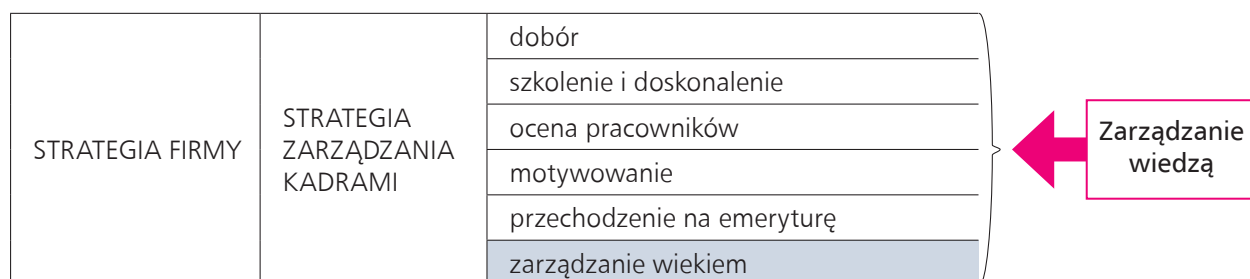 STRATEGIA FIRMY
STRATEGIA
ZARZĄDZANIA
KADRAMI
dobór
szkolenie i doskonalenie
ocena pracowników
motywowanie
przechodzenie na emeryturę
zarządzanie wiekiem
Zarządzanie
wiedzą